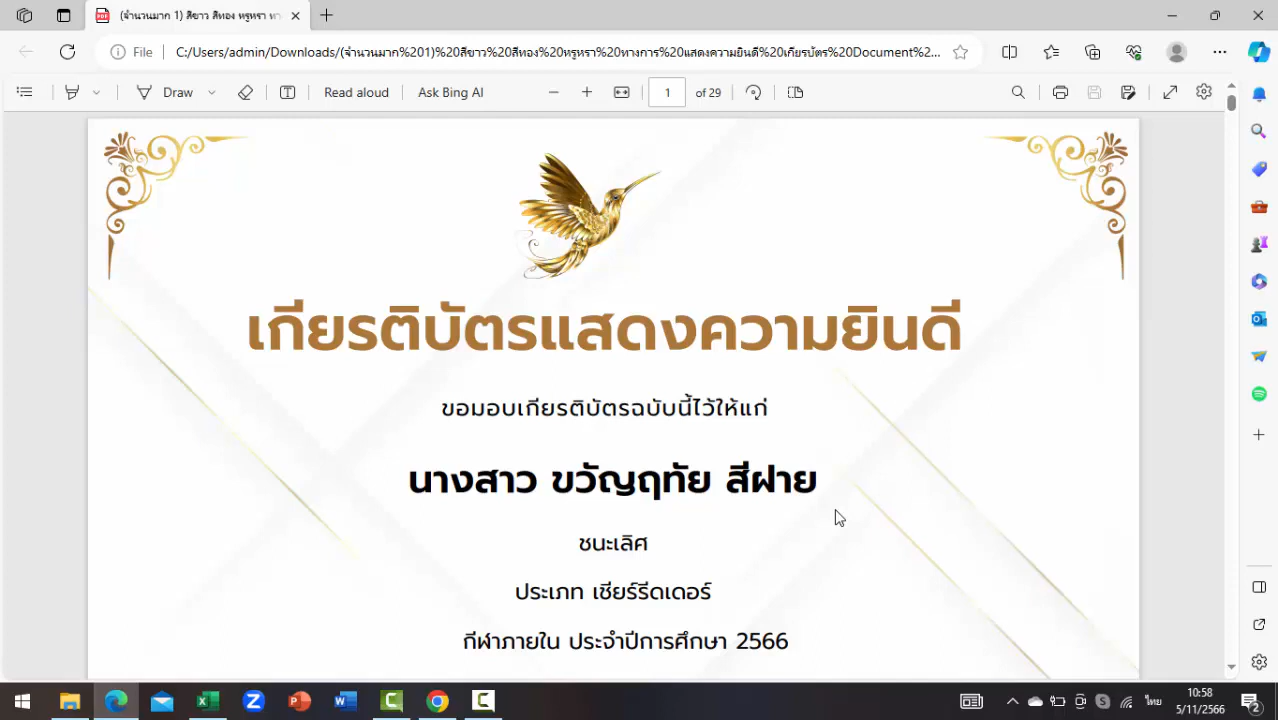 (จำนวนมาก 1) สีขาว สีทอง หรูหรา ทา
File
C:/Users/admin/Downloads/(จำนวนมาก%201)%20สีขาว%20สีทอง%20หรูหรา%20ทางการ%20แสดงความยินดี%20เกียรติบัตร%20Document%2...
Draw
Read aloud
Ask Bing AI
1
of 29
เกียรติบัตรแสดงความยินดี
ขอมอบเกียรติบัตรฉบับนี้ไว้ให้แก่
นางสาว ขวัญฤทัย สีฝาย
ชนะเลิศ
ประเภท เชียร์รีดเดอร์
กีฬาภายใน ประจำปีการศึกษา 2566
ไทย
10:58
5/11/2566
2